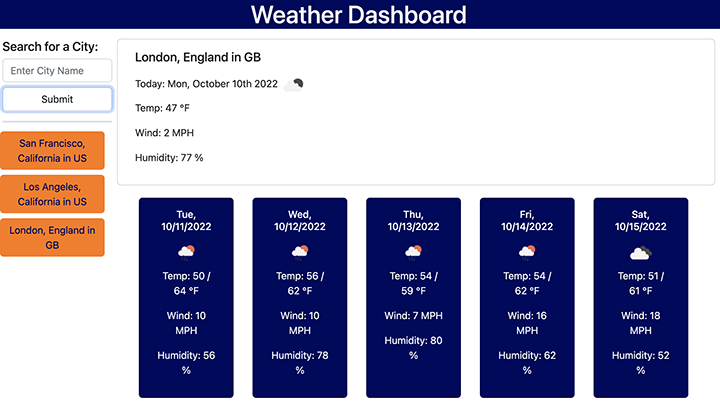 Weather Dashboard
Search for a City:
Enter City Name
Submit
San Francisco,
California in US
Los Angeles,
California in US
London, England in
GB
London, England in GB
Today: Mon, October 10th 2022
Temp: 47 °F
Wind: 2 MPH
Humidity: 77 %
Tue,
10/11/2022
Temp: 50 /
64 °F
Wind: 10
MPH
Humidity: 56
%
Wed,
10/12/2022
Temp: 56 /
62 °F
Wind: 10
MPH
Humidity: 78
%
Thu,
10/13/2022
Temp: 54 /
59 °F
Wind: 7 MPH
Humidity: 80
%
Fri,
10/14/2022
Temp: 54 /
62 °F
Wind: 16
MPH
Humidity: 62
%
Sat,
10/15/2022
Temp: 51 /
61 °F
Wind: 18
MPH
Humidity: 52
%